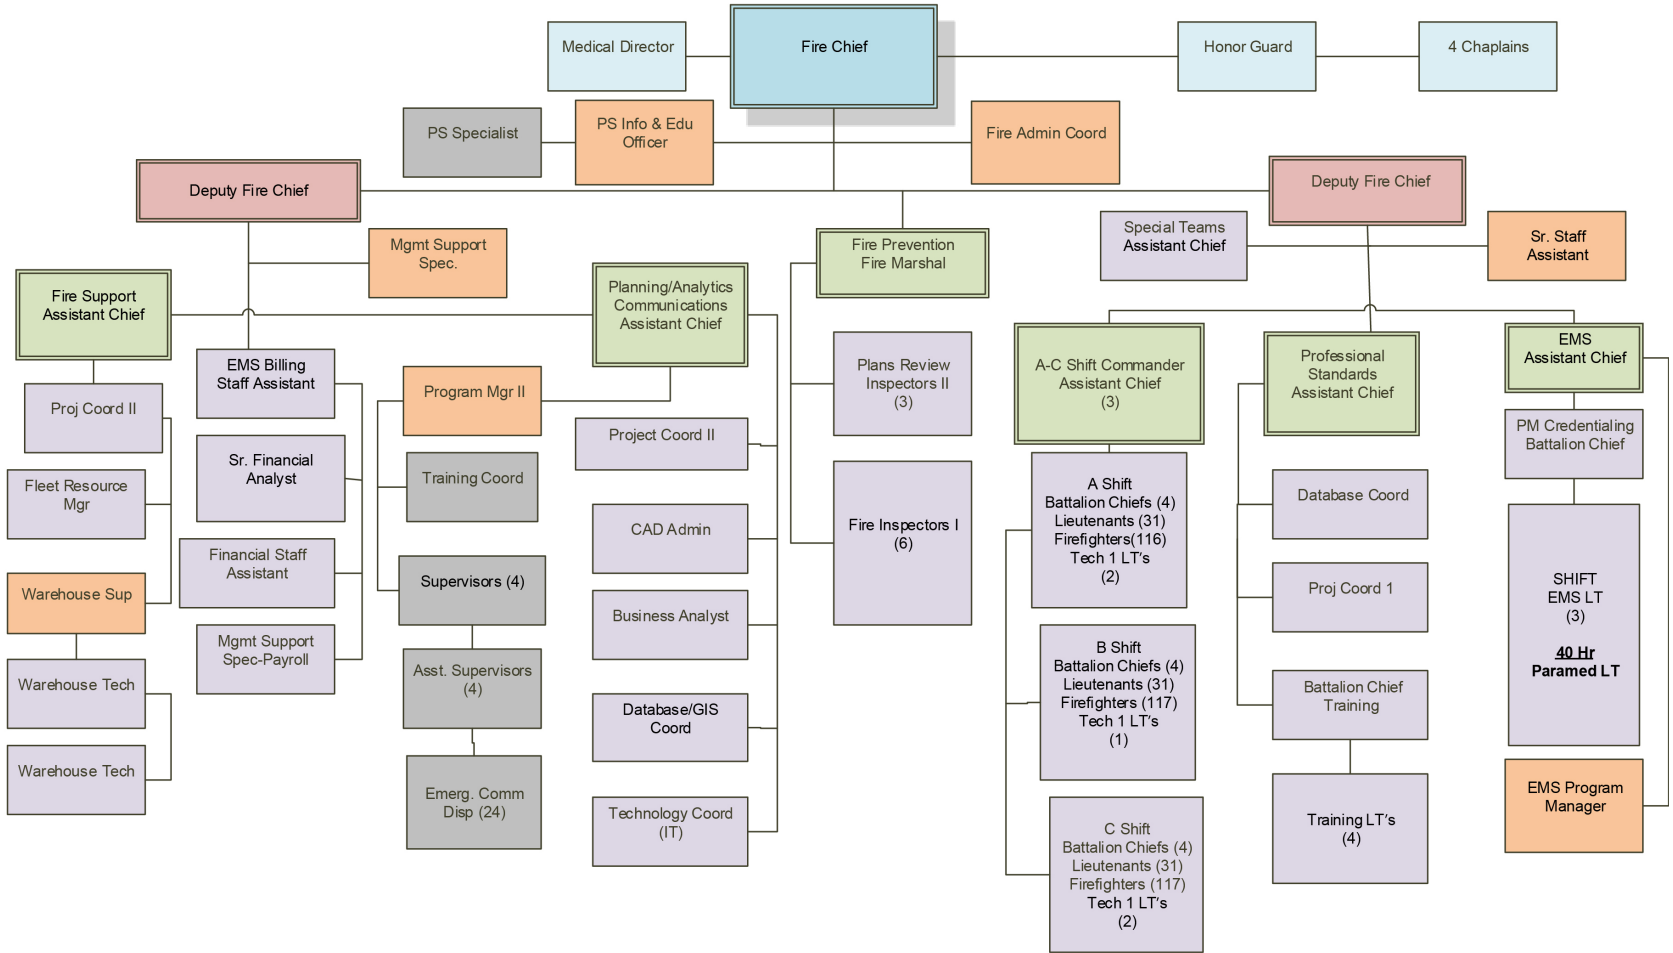 Medical Director
Fire Chief
Honor Guard
4 Chaplains
PS Specialist
PS Info & Edu
Officer
Fire Admin Coord
Deputy Fire Chief
Deputy Fire Chief
Mgmt Support
Spec.
Fire Prevention
Fire Marshal
Special Teams
Assistant Chief
Sr. Staff
Assistant
Fire Support
Assistant Chief
Planning/Analytics
Communications
Assistant Chief
EMS Billing
Staff Assistant
Program Mgr II
Plans Review
Inspectors II
(3)
A-C Shift Commander
Assistant Chief
(3)
Professional
Standards
Assistant Chief
EMS
Assistant Chief
Proj Coord II
Project Coord II
PM Credentialing
Battalion Chief
Fleet Resource
Mgr
Sr. Financial
Analyst
Training Coord
CAD Admin
Fire Inspectors I
(6)
A Shift
Battalion Chiefs (4)
Lieutenants (31)
Firefighters(116)
Tech 1 LT's
(2)
Database Coord
SHIFT
EMS LT
(3)
40 Hr
Paramed LT
Warehouse Sup
Financial Staff
Assistant
Supervisors (4)
Business Analyst
Proj Coord 1
Warehouse Tech
Mgmt Support
Spec-Payroll
Asst. Supervisors
(4)
Database/GIS
Coord
B Shift
Battalion Chiefs (4)
Lieutenants (31)
Firefighters (117)
Tech 1 LT's
(1)
Battalion Chief
Training
Warehouse Tech
Emerg. Comm
Disp (24)
Technology Coord
(IT)
C Shift
Battalion Chiefs (4)
Lieutenants (31)
Firefighters (117)
Tech 1 LT's
(2)
Training LT's
(4)
EMS Program
Manager